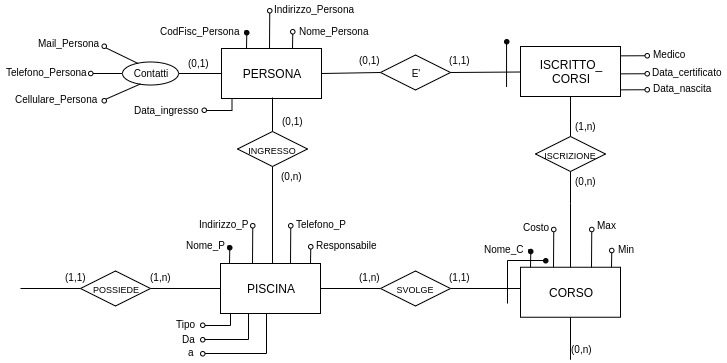 Indirizzo_Persona
CodFisc_Persona
Nome_Persona
Mail_Persona
Telefono_Persona
Cellulare_Persona
Contatti
(0,1)
PERSONA
Data_ingresso
(0,1)
E'
(1,1)
ISCRITTO_
CORSI
Medico
Data_certificato
Data_nascita
(0,1)
INGRESSO
(0,n)
(1,n)
ISCRIZIONE
(0,n)
Indirizzo_P
Telefono_P
Nome_P
Responsabile
Costo
Max
Nome_C
Min
(1,1)
POSSIEDE
(1,n)
PISCINA
(1,n)
SVOLGE
(1,1)
CORSO
Tipo
Da
a
(0,n)